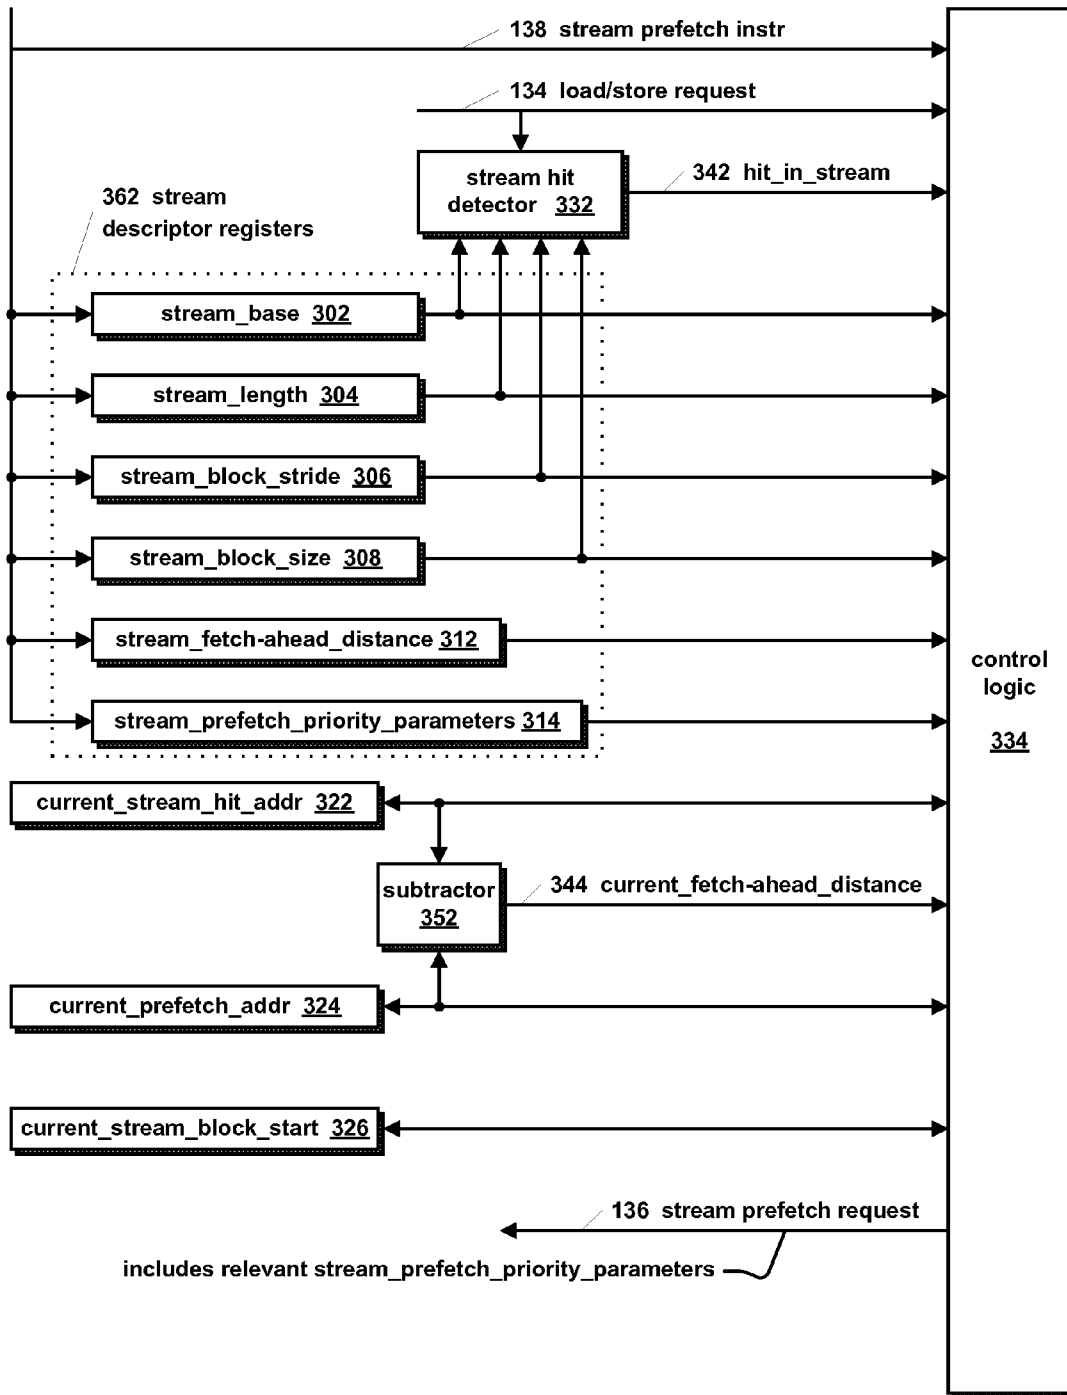 138 stream prefetch instr
134 load/store request
stream hit
detector 332
342 hit_in_stream
362 stream
descriptor registers
stream_base 302
stream_length 304
stream_block_stride 306
stream_block_size 308
stream_fetch-ahead_distance 312
stream_prefetch_priority_parameters 314
control
logic
334
current_stream_hit_addr 322
subtractor
352
344 current_fetch-ahead_distance
current_prefetch_addr 324
current_stream_block_start 326
136 stream prefetch request
includes relevant stream_prefetch_priority_parameters